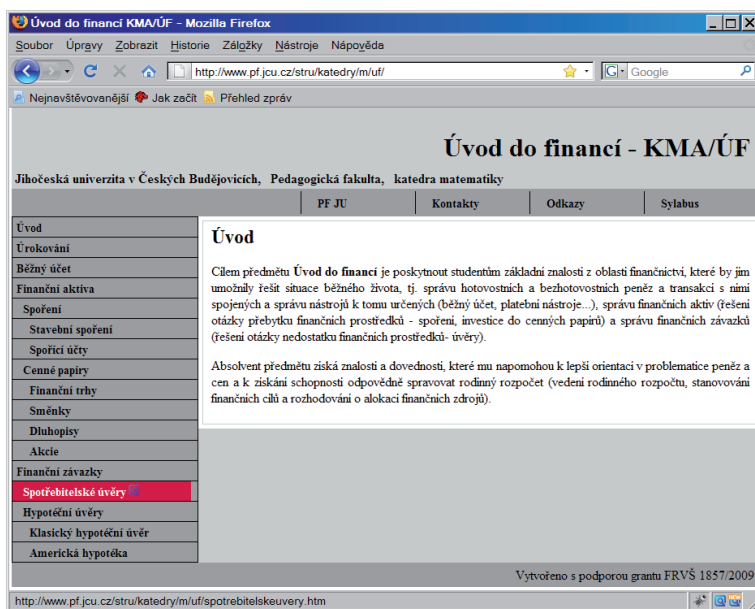 Úvod do financí KMA/ÚF - Mozilla Firefox
Soubor Úpravy Zobrazit Historie Záložky Nástroje Nápověda
http://www.pf.jcu.cz/stru/katedry/m/uf/
Google
Nejnavštěvovanější Jak začít Přehled zpráv
Úvod do financí - KMA/ÚF
Jihočeská univerzita v Českých Budějovicích, Pedagogická fakulta, katedra matematiky
PF JU Kontakty Odkazy Sylabus
Úvod
Úrokování
Běžný účet
Finanční aktiva
Spoření
Stavební spoření
Spořící účty
Cenné papíry
Finanční trhy
Směnky
Dluhopisy
Akcie
Finanční závazky
Spotřebitelské úvěry
Hypotéční úvěry
Klasický hypotéční úvěr
Americká hypotéka
Úvod
Cílem předmětu Úvod do financí je poskytnout studentům základní znalosti z oblasti finančnictví, které by jim
umožnily řešit situace běžného života, tj. správu hotovostních a bezhotovostních peněz a transakcí s nimi
spojených a správu nástrojů k tomu určených (běžný účet, platební nástroje...), správu finančních aktiv (řešení
otázky přebytku finančních prostředků - spoření, investice do cenných papírů) a správu finančních závazků
(řešení otázky nedostatku finančních prostředků- úvěry).
Absolvent předmětu získá znalosti a dovednosti, které mu napomohou k lepší orientaci v problematice peněz a
cen a k získání schopnosti odpovědně spravovat rodinný rozpočet (vedení rodinného rozpočtu, stanovování
finančních cílů a rozhodování o alokaci finančních zdrojů).
Vytvořeno s podporou grantu FRVŠ 1857/2009
http://www.pf.jcu.cz/stru/katedry/m/uf/spotrebitelskeuvery.htm